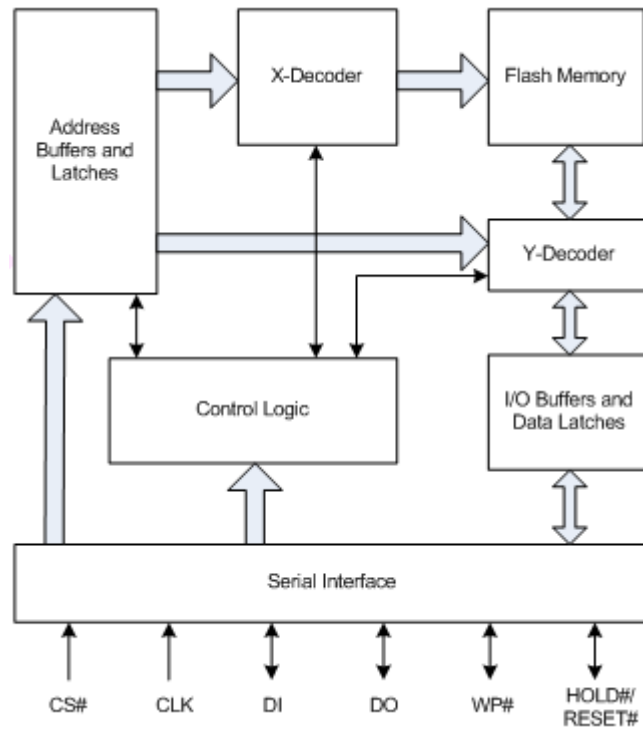 Address
Buffers and
Latches
X-Decoder
Flash Memory
Y-Decoder
Control Logic
I/O Buffers and
Data Latches
Serial Interface
CS#
CLK
DI
DO
WP#
HOLD#/
RESET#